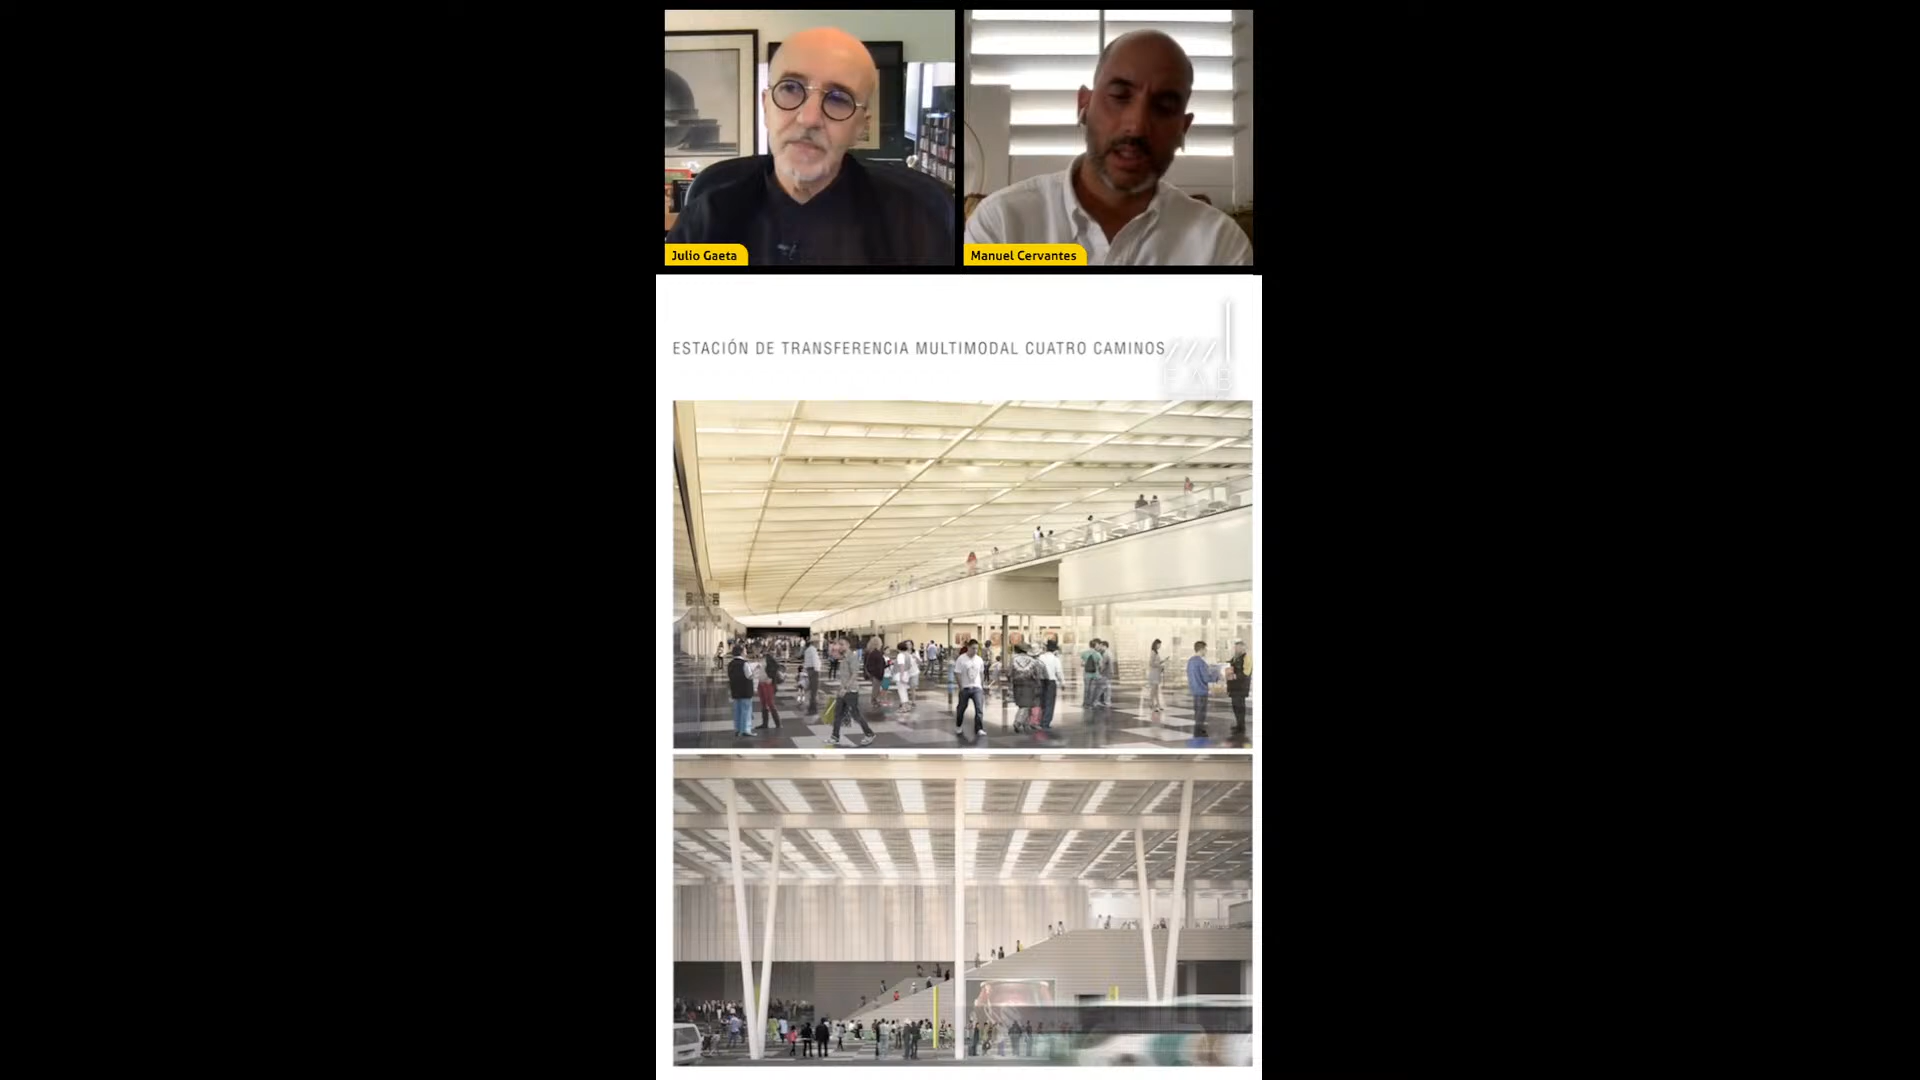 Julio Gaeta
Manuel Cervantes
ESTACIÓN DE TRANSFERENCIA MULTIMODAL CUATRO CAMINOS